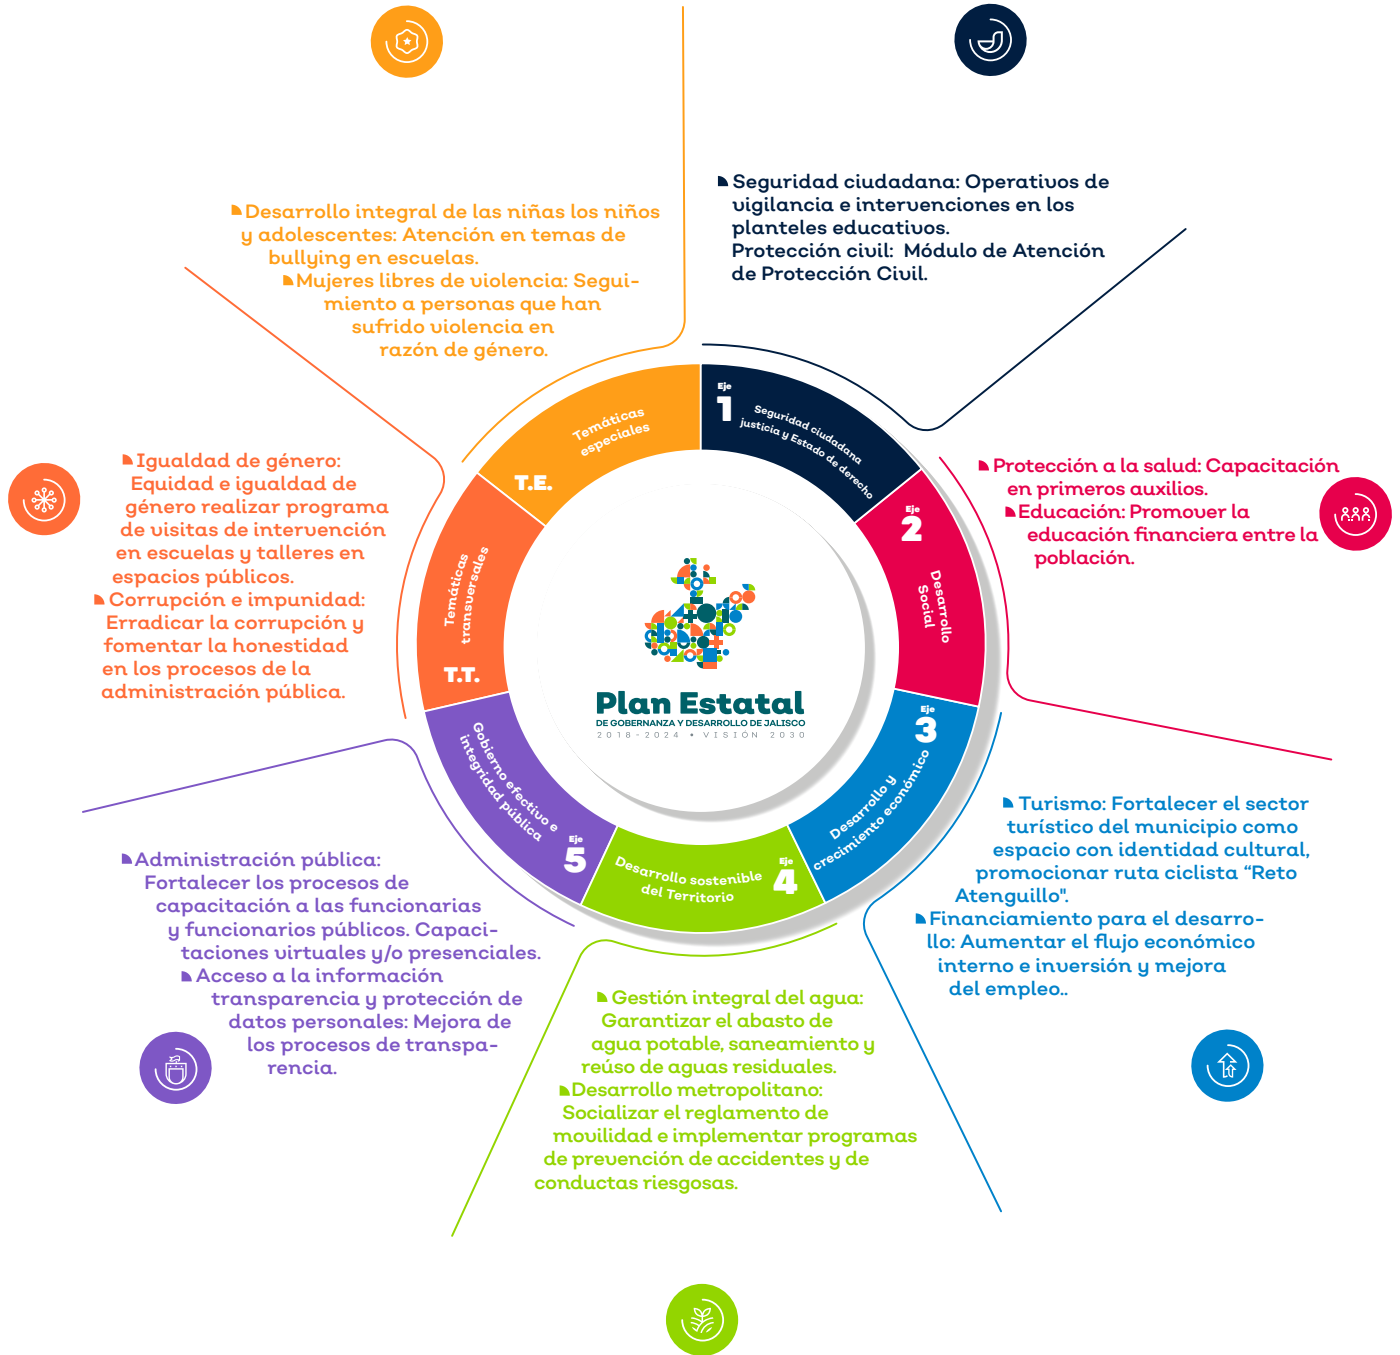 Seguridad ciudadana: Operativos de
vigilancia e intervenciones en los
planteles educativos.
Protección civil:  Módulo de Atención
de Protección Civil.
Desarrollo integral de las niñas los niños
y adolescentes: Atención en temas de
bullying en escuelas.
Mujeres libres de violencia: Segui-
miento a personas que han
sufrido violencia en
razón de género.
Eje
1
Seguridad ciudadana
justicia y Estado de derecho
Temáticas
especiales
T.E.
Igualdad de género:
Equidad e igualdad de
género realizar programa
de visitas de intervención
en escuelas y talleres en
espacios públicos.
Corrupción e impunidad:
Erradicar la corrupción y
fomentar la honestidad
en los procesos de la
administración pública.
Temáticas
transversales
T.T.
Protección a la salud: Capacitación
en primeros auxilios.
Educación: Promover la
educación financiera entre la
población.
Eje
2
Desarrollo
Social
Plan Estatal
DE GOBERNANZA Y DESARROLLO DE JALISCO
2018-2024 • VISIÓN 2030
Eje
3
Desarrollo y
crecimiento económico
Turismo: Fortalecer el sector
turístico del municipio como
espacio con identidad cultural,
promocionar ruta ciclista “Reto
Atenguillo".
Financiamiento para el desarro-
llo: Aumentar el flujo económico
interno e inversión y mejora
del empleo..
Gobierno efectivo e
integridad pública
Eje
5
Desarrollo sostenible
del Territorio
Eje
4
Administración pública:
Fortalecer los procesos de
capacitación a las funcionarias
y funcionarios públicos. Capaci-
taciones virtuales y/o presenciales.
Acceso a la información
transparencia y protección de
datos personales: Mejora de
los procesos de transpa-
rencia.
Gestión integral del agua:
Garantizar el abasto de
agua potable, saneamiento y
reúso de aguas residuales.
Desarrollo metropolitano:
Socializar el reglamento de
movilidad e implementar programas
de prevención de accidentes y de
conductas riesgosas.